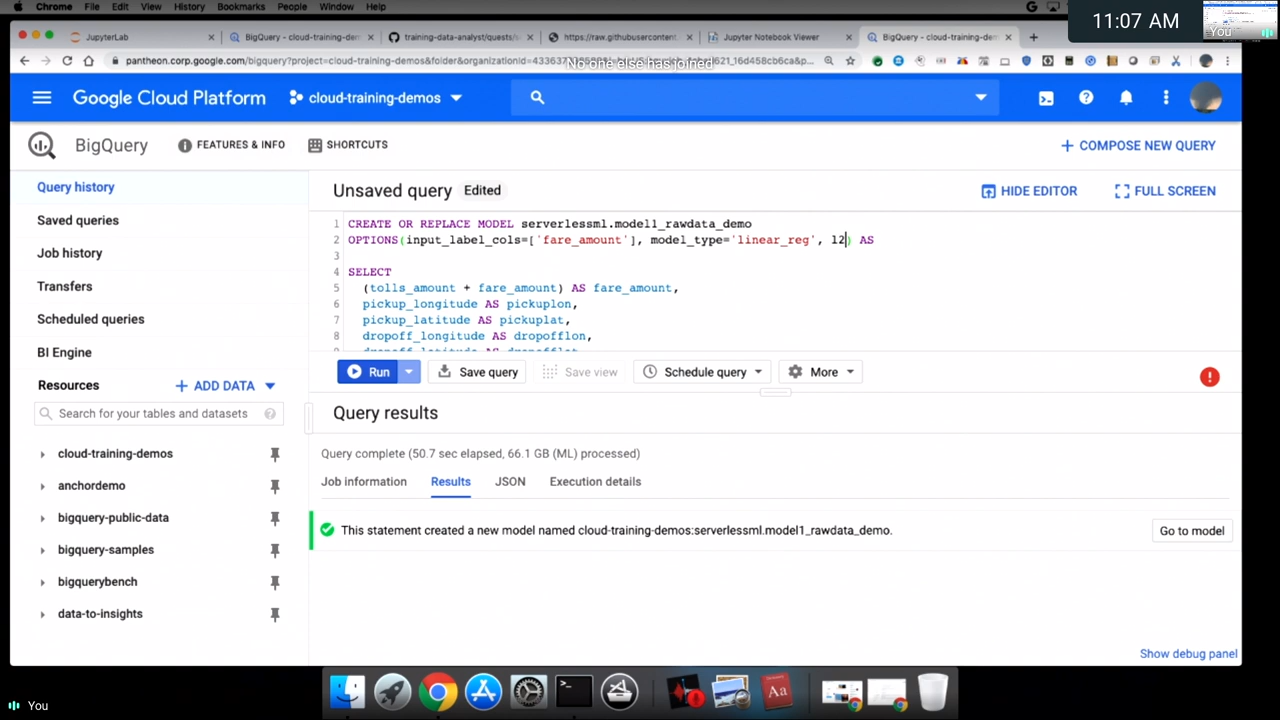 Chrome File Edit View History Bookmarks People Window Help
11:07 AM
You
JupyterLab
BigQuery - cloud-training-dem
training-data-analyst/quests/
https://raw.githubusercontent.
Jupyter Notebook Viewer
BigQuery - cloud-training-dem
No one else has joined
Google Cloud Platform
cloud-training-demos
BigQuery
FEATURES & INFO
SHORTCUTS
+ COMPOSE NEW QUERY
Query history
Saved queries
Job history
Transfers
Scheduled queries
BI Engine
Resources
+ ADD DATA
Search for your tables and datasets
cloud-training-demos
anchordemo
bigquery-public-data
bigquery-samples
bigquerybench
data-to-insights
Unsaved query Edited
HIDE EDITOR
FULL SCREEN
1 CREATE OR REPLACE MODEL serverlessml.model1_rawdata_demo
2 OPTIONS(input_label_cols=['fare_amount'], model_type='linear_reg', l2) AS
3
4 SELECT
5 (tolls_amount + fare_amount) AS fare_amount,
6 pickup_longitude AS pickuplon,
7 pickup_latitude AS pickuplat,
8 dropoff_longitude AS dropofflon,
Run
Save query
Save view
Schedule query
More
Query results
Query complete (50.7 sec elapsed, 66.1 GB (ML) processed)
Job information Results JSON Execution details
This statement created a new model named cloud-training-demos:serverlessml.model1_rawdata_demo.
Go to model
Show debug panel
Aa
You